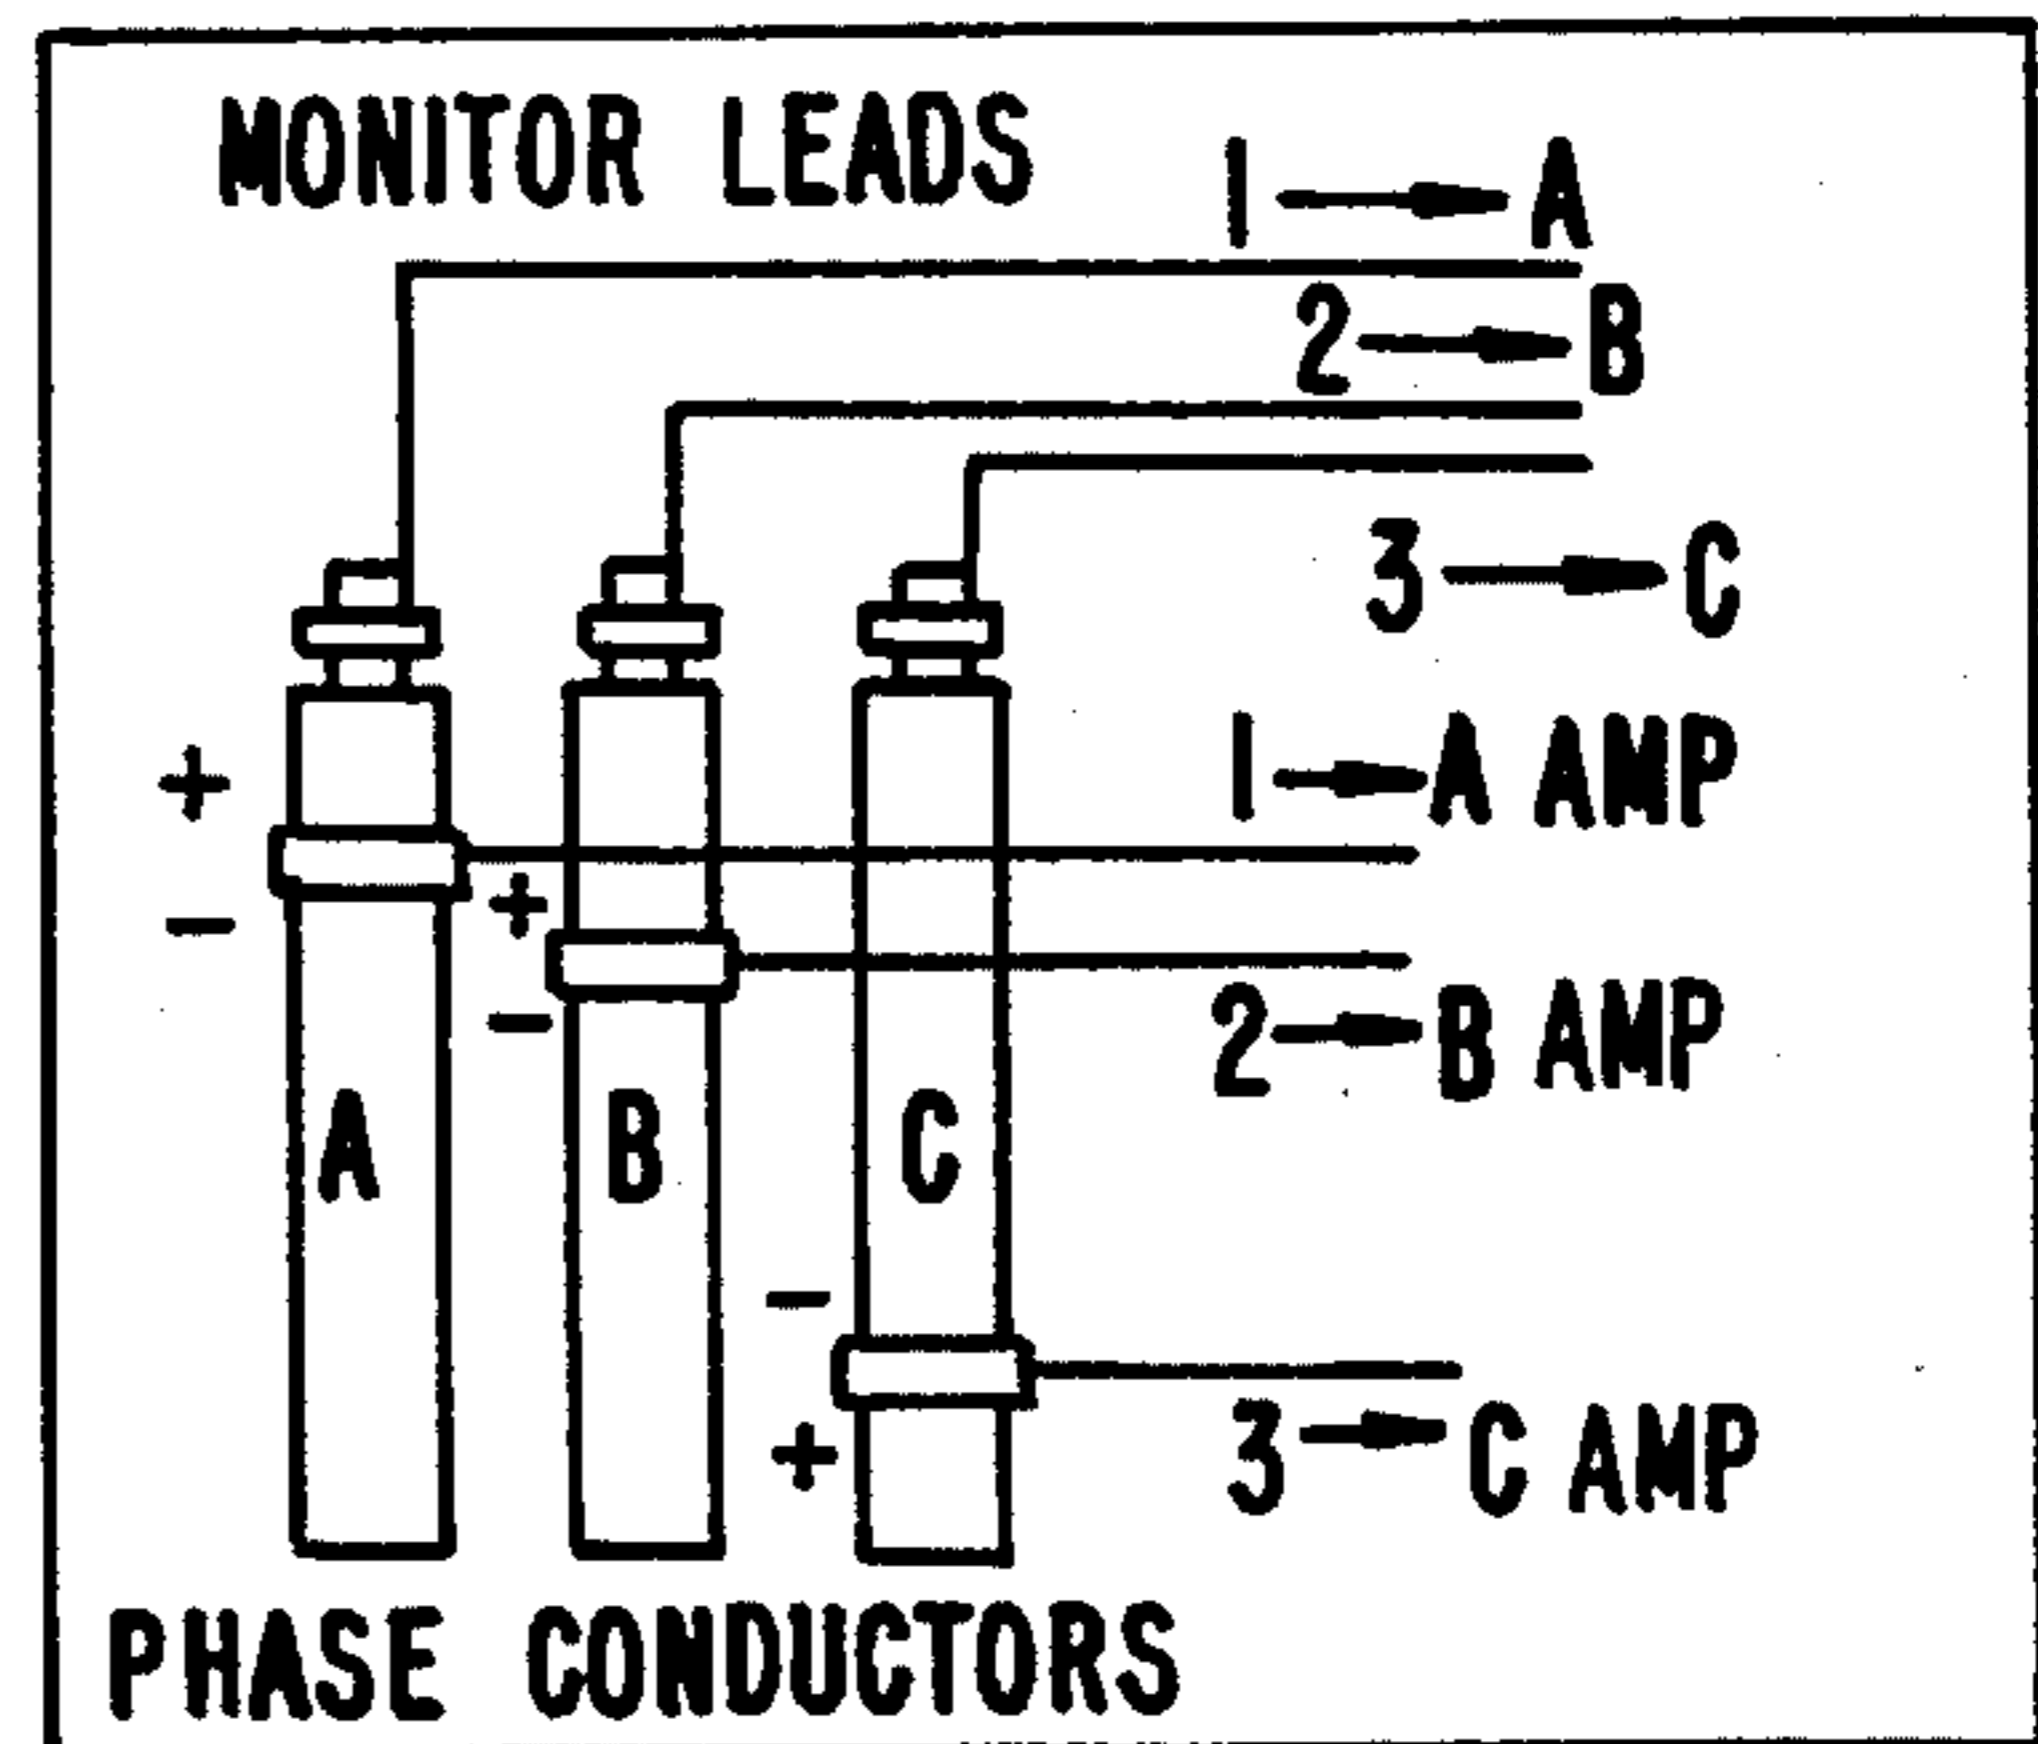 MONITOR LEADS
1 → A
2 → B
3 → C
+
1 → A AMP
+
-
-
2 → B AMP
A B C
-
+
3 → C AMP
PHASE CONDUCTORS